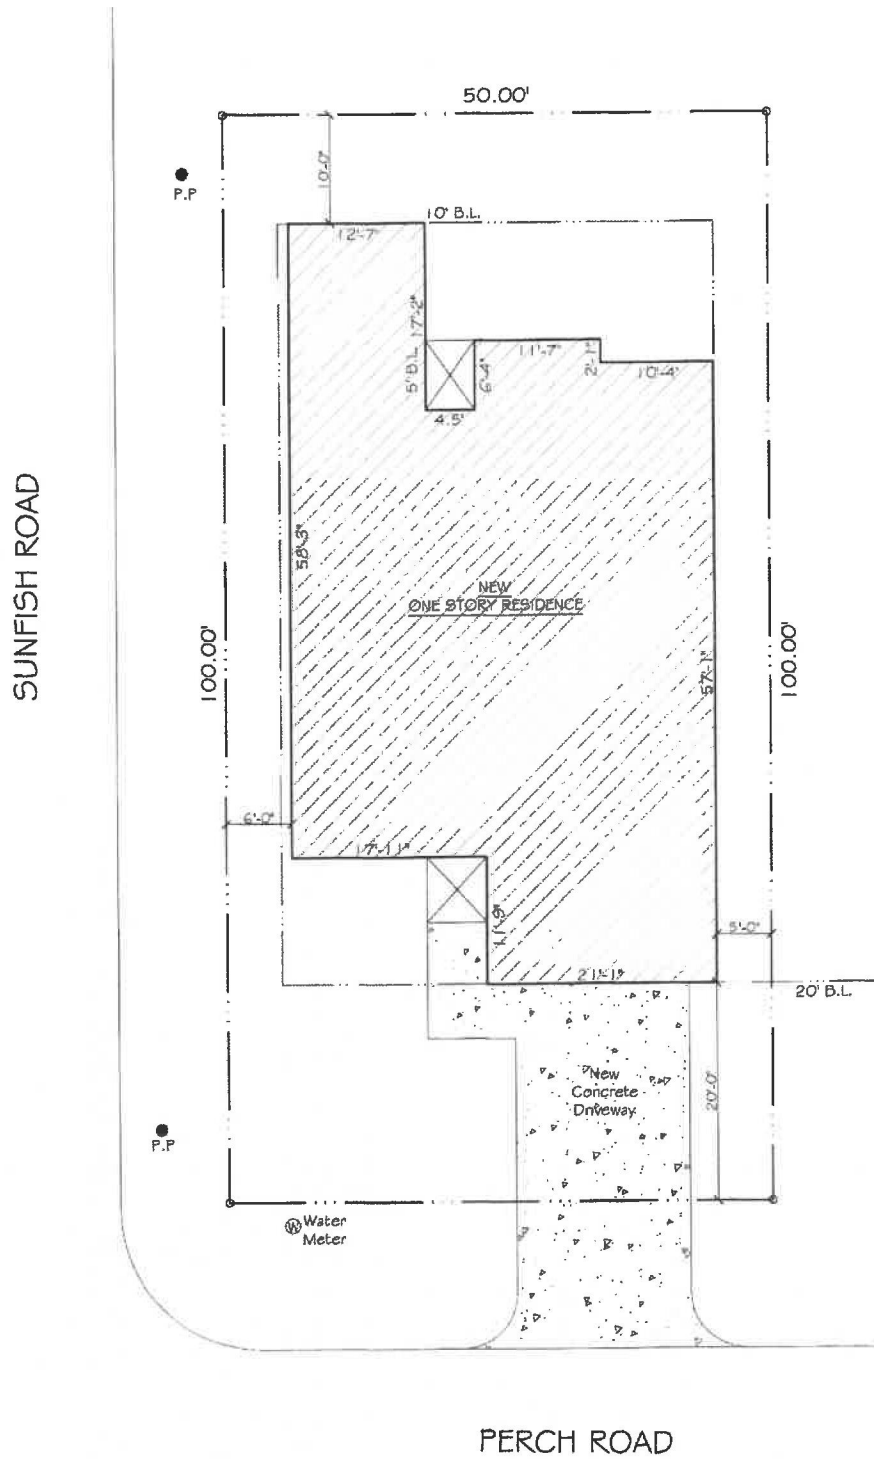 50.00'
10'-0"
P.P
10' B.L.
12'-7"
17'-2"
5' B.L.
11'-7"
2'-1"
6'-4"
10'-4"
4.5'
SUNFISH ROAD
58'-3"
NEW
ONE STORY RESIDENCE
100.00'
57'-1"
100.00'
6'-0"
17'-11"
11'-9"
5'-0"
21'-1"
20' B.L.
New
Concrete
Driveway
20'-0"
P.P
W Water
Meter
PERCH ROAD